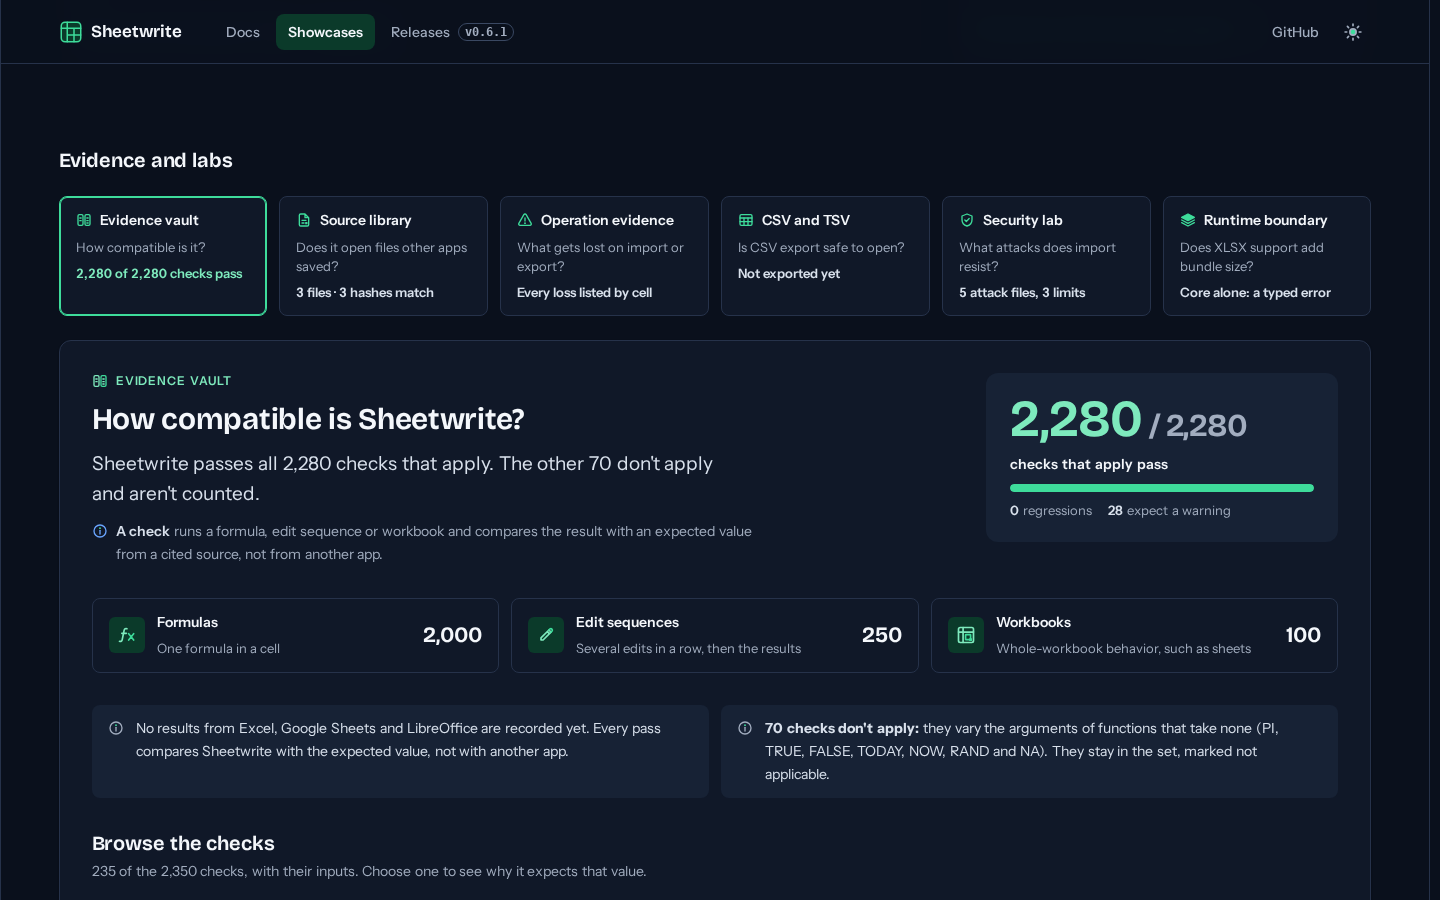 Sheetwrite Docs Showcases Releases v0.6.1 GitHub
Evidence and labs
Evidence vault
How compatible is it?
2,280 of 2,280 checks pass
Source library
Does it open files other apps
saved?
3 files · 3 hashes match
Operation evidence
What gets lost on import or
export?
Every loss listed by cell
CSV and TSV
Is CSV export safe to open?
Not exported yet
Security lab
What attacks does import
resist?
5 attack files, 3 limits
Runtime boundary
Does XLSX support add
bundle size?
Core alone: a typed error
EVIDENCE VAULT
How compatible is Sheetwrite?
Sheetwrite passes all 2,280 checks that apply. The other 70 don't apply
and aren't counted.
A check runs a formula, edit sequence or workbook and compares the result with an expected value
from a cited source, not from another app.
2,280 / 2,280
checks that apply pass
0 regressions 28 expect a warning
Formulas
One formula in a cell
2,000
Edit sequences
Several edits in a row, then the results
250
Workbooks
Whole-workbook behavior, such as sheets
100
No results from Excel, Google Sheets and LibreOffice are recorded yet. Every pass
compares Sheetwrite with the expected value, not with another app.
70 checks don't apply: they vary the arguments of functions that take none (PI,
TRUE, FALSE, TODAY, NOW, RAND and NA). They stay in the set, marked not
applicable.
Browse the checks
235 of the 2,350 checks, with their inputs. Choose one to see why it expects that value.